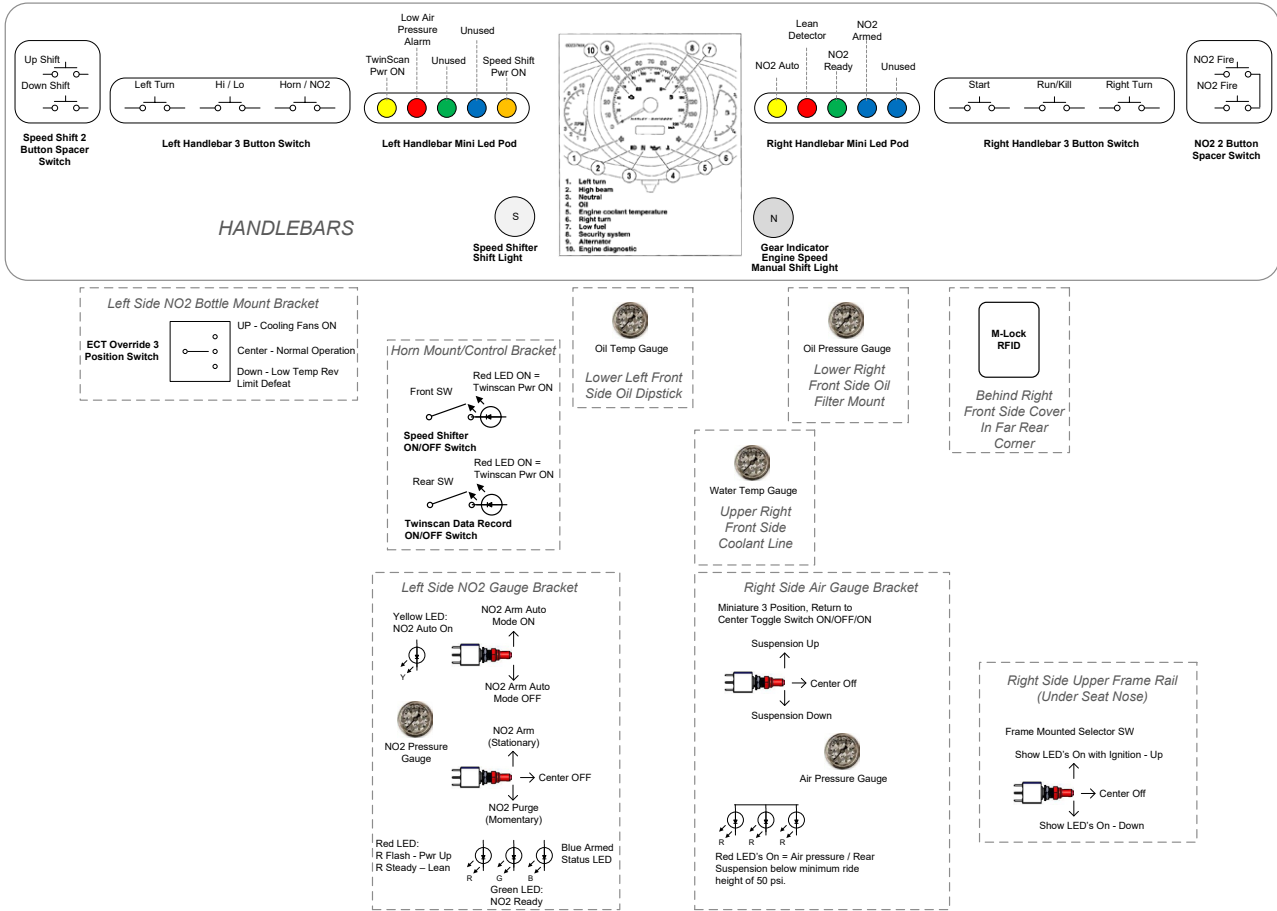 Up Shift
Down Shift
Speed Shift 2
Button Spacer
Switch
Left Turn
Hi / Lo
Horn / NO2
Left Handlebar 3 Button Switch
TwinScan
Pwr ON
Low Air
Pressure
Alarm
Unused
Unused
Speed Shift
Pwr ON
Left Handlebar Mini Led Pod
10
9
8
7
MPH
HARLEY-DAVIDSON
1
2
3
4
5
6
1. Left turn
2. High beam
3. Neutral
4. Oil
5. Engine coolant temperature
6. Right turn
7. Low fuel
8. Security system
9. Alternator
10. Engine diagnostic
NO2 Auto
Lean
Detector
NO2
Ready
NO2
Armed
Unused
Right Handlebar Mini Led Pod
Start
Run/Kill
Right Turn
Right Handlebar 3 Button Switch
NO2 Fire
NO2 Fire
NO2 2 Button
Spacer Switch
HANDLEBARS
S
Speed Shifter
Shift Light
N
Gear Indicator
Engine Speed
Manual Shift Light
Left Side NO2 Bottle Mount Bracket
ECT Override 3
Position Switch
UP - Cooling Fans ON
Center - Normal Operation
Down - Low Temp Rev
Limit Defeat
Horn Mount/Control Bracket
Front SW
Red LED ON =
Twinscan Pwr ON
Speed Shifter
ON/OFF Switch
Rear SW
Red LED ON =
Twinscan Pwr ON
Twinscan Data Record
ON/OFF Switch
Oil Temp Gauge
Lower Left Front
Side Oil Dipstick
Oil Pressure Gauge
Lower Right
Front Side Oil
Filter Mount
M-Lock
RFID
Behind Right
Front Side Cover
In Far Rear
Corner
Water Temp Gauge
Upper Right
Front Side
Coolant Line
Left Side NO2 Gauge Bracket
Yellow LED:
NO2 Auto On
Y
NO2 Arm Auto
Mode ON
NO2 Arm Auto
Mode OFF
NO2 Pressure
Gauge
NO2 Arm
(Stationary)
Center OFF
NO2 Purge
(Momentary)
Red LED:
R Flash - Pwr Up
R Steady – Lean
R
G
B
Blue Armed
Status LED
Green LED:
NO2 Ready
Right Side Air Gauge Bracket
Miniature 3 Position, Return to
Center Toggle Switch ON/OFF/ON
Suspension Up
Center Off
Suspension Down
Air Pressure Gauge
R
R
R
Red LED's On = Air pressure / Rear
Suspension below minimum ride
height of 50 psi.
Right Side Upper Frame Rail
(Under Seat Nose)
Frame Mounted Selector SW
Show LED's On with Ignition - Up
Center Off
Show LED's On - Down